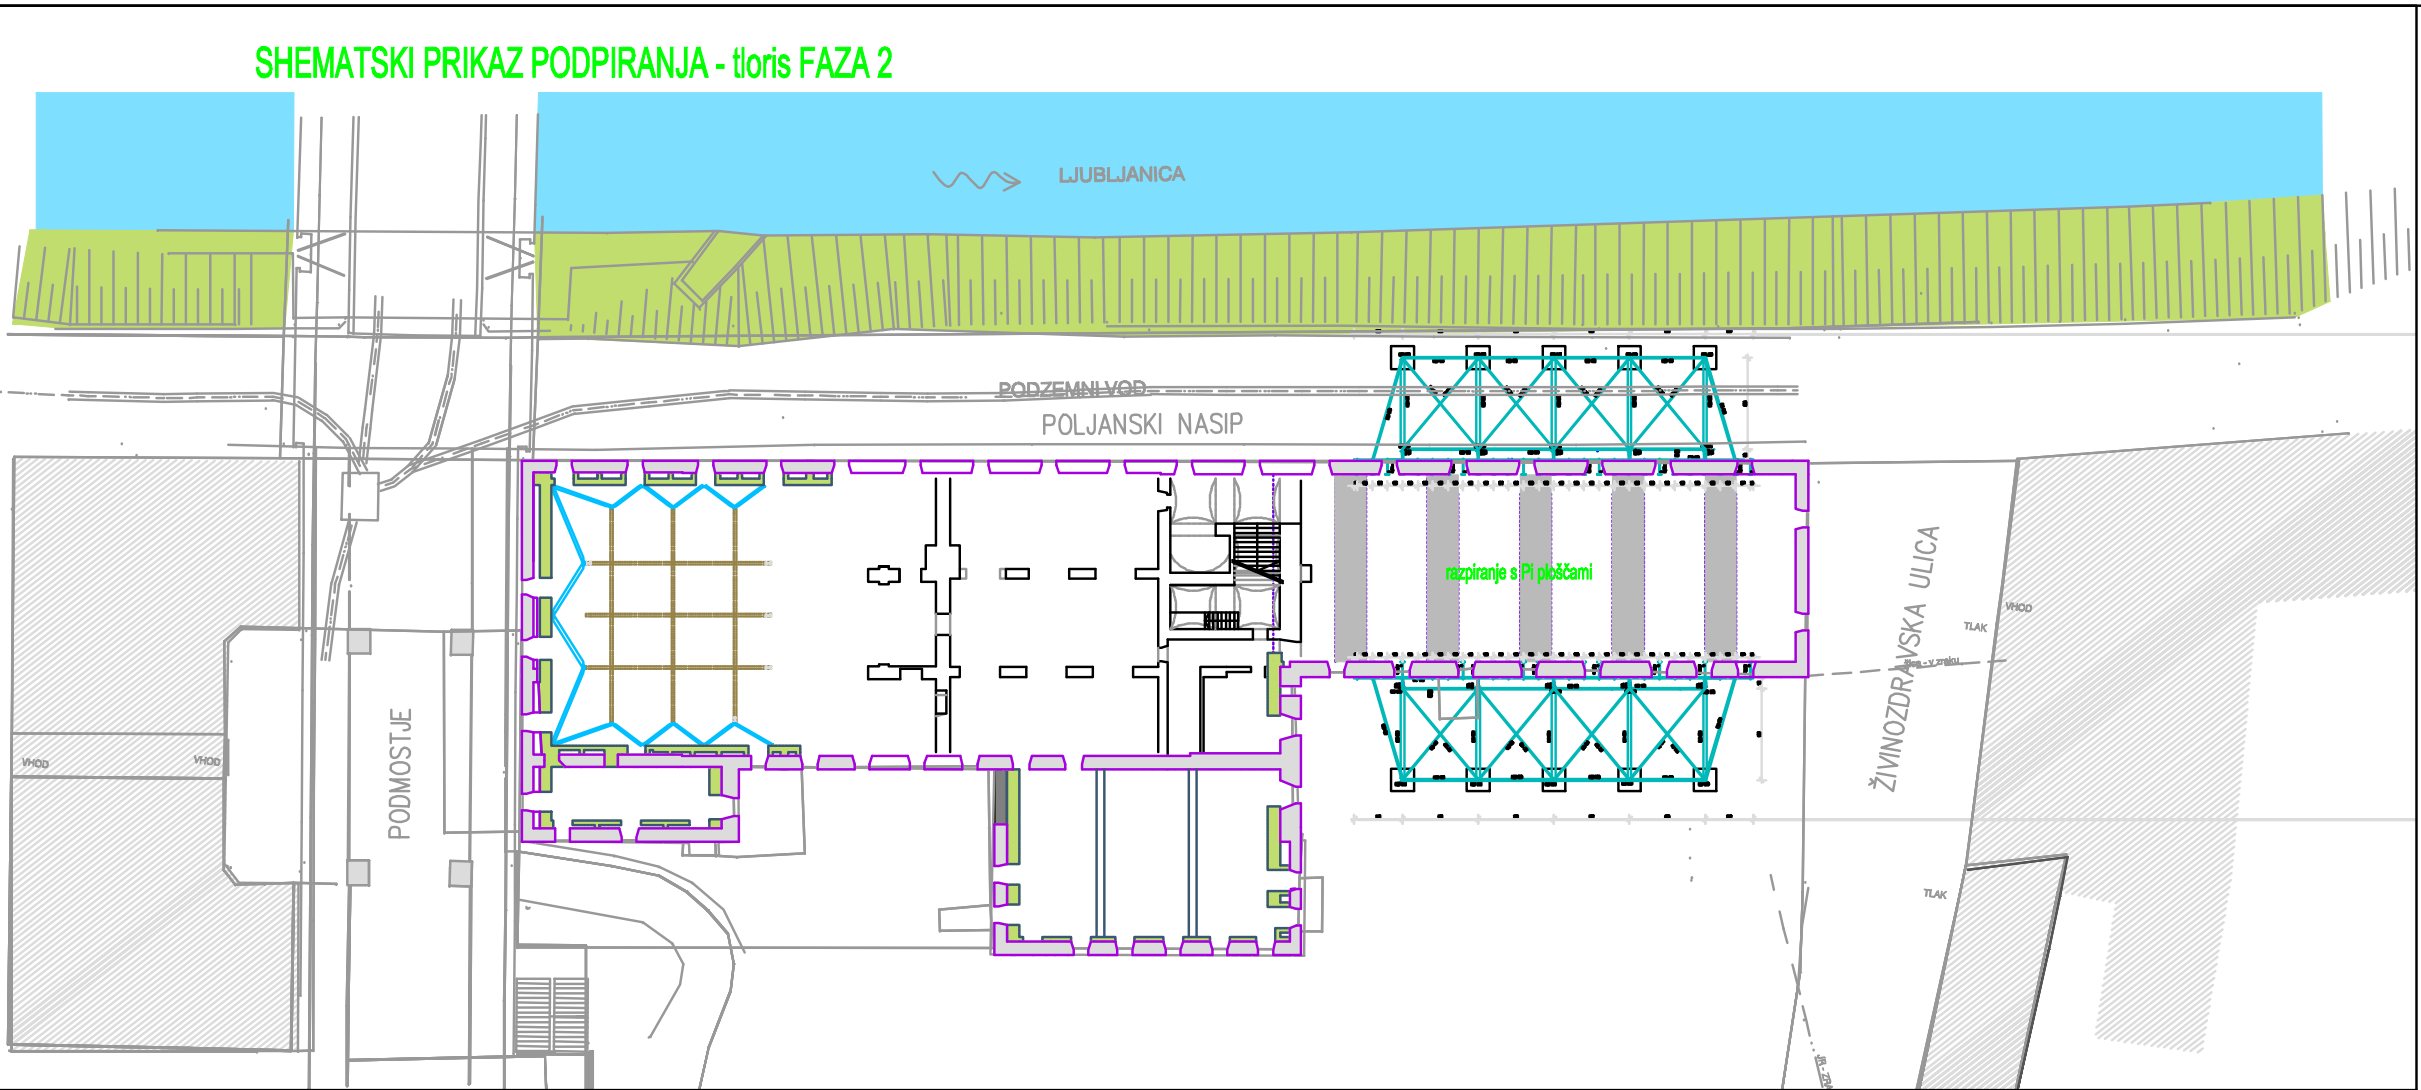 SHEMATSKI PRIKAZ PODPIRANJA - tloris FAZA 2
LJUBLJANICA
PODZEMNI VOD
POLJANSKI NASIP
razpiranje s Pi ploščami
ŽIVINOZDRAVSKA ULICA
VHOD
TLAK
PODMOSTJE
VHOD
VHOD
TLAK